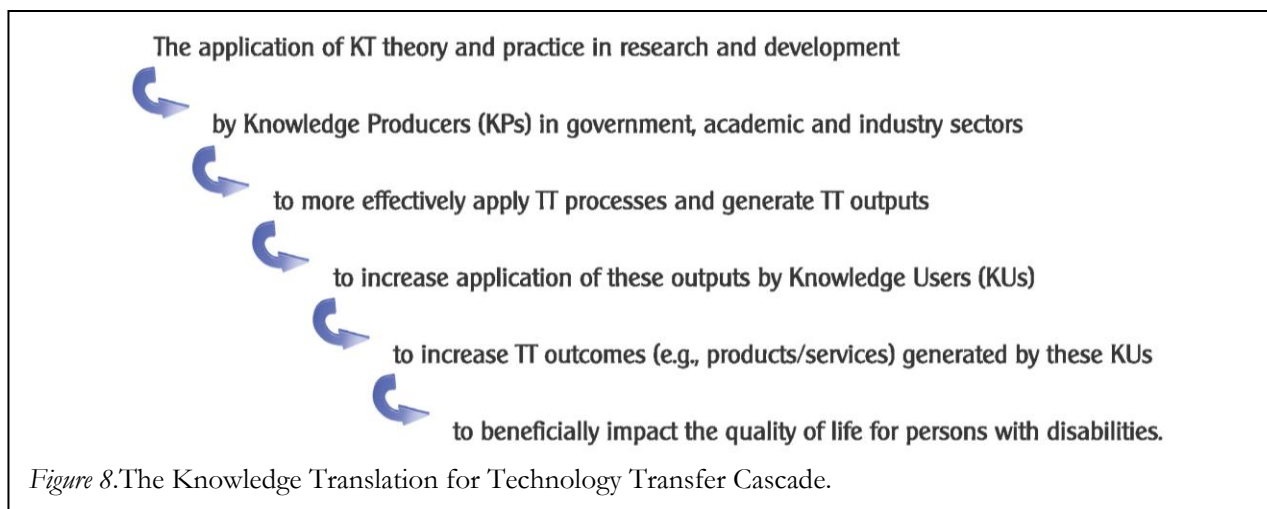 The application of KT theory and practice in research and development
by Knowledge Producers (KPs) in government, academic and industry sectors
to more effectively apply TT processes and generate TT outputs
to increase application of these outputs by Knowledge Users (KUs)
to increase TT outcomes (e.g., products/services) generated by these KUs
to beneficially impact the quality of life for persons with disabilities.
Figure 8.The Knowledge Translation for Technology Transfer Cascade.